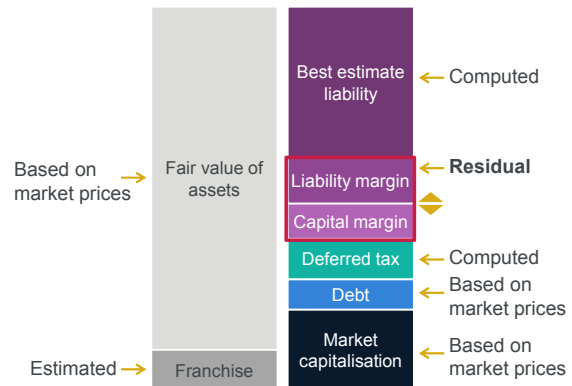 Best estimate
liability
Computed
Based on
market prices
Fair value of
assets
Residual
Liability margin
Capital margin
Deferred tax
Computed
Debt
Based on
market prices
Market
capitalisation
Based on
market prices
Estimated
Franchise